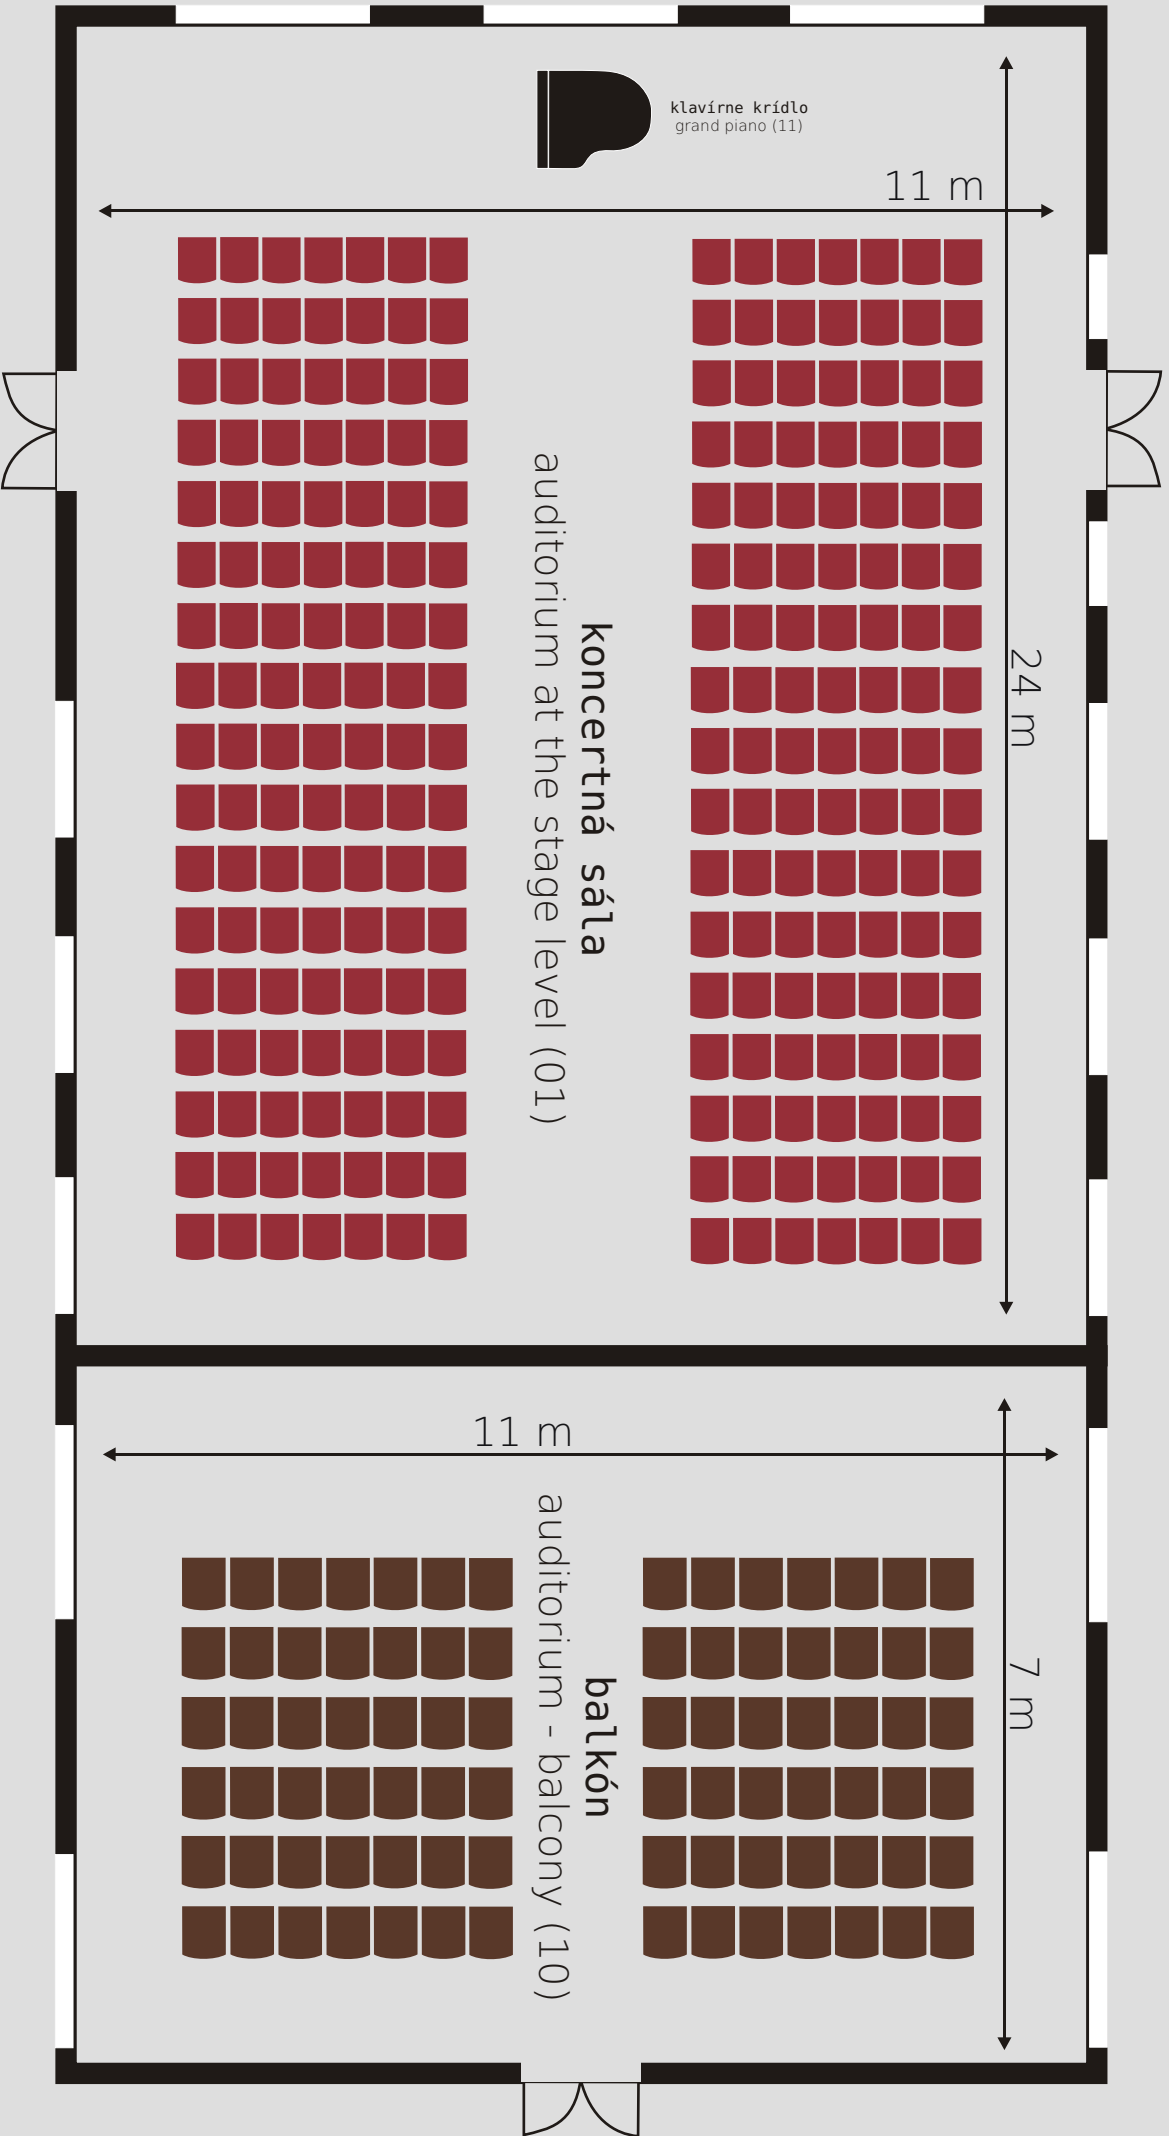 klavírne krídlo
grand piano (11)
11 m
24 m
koncertná sála
auditorium at the stage level (01)
11 m
7 m
balkón
auditorium - balcony (10)